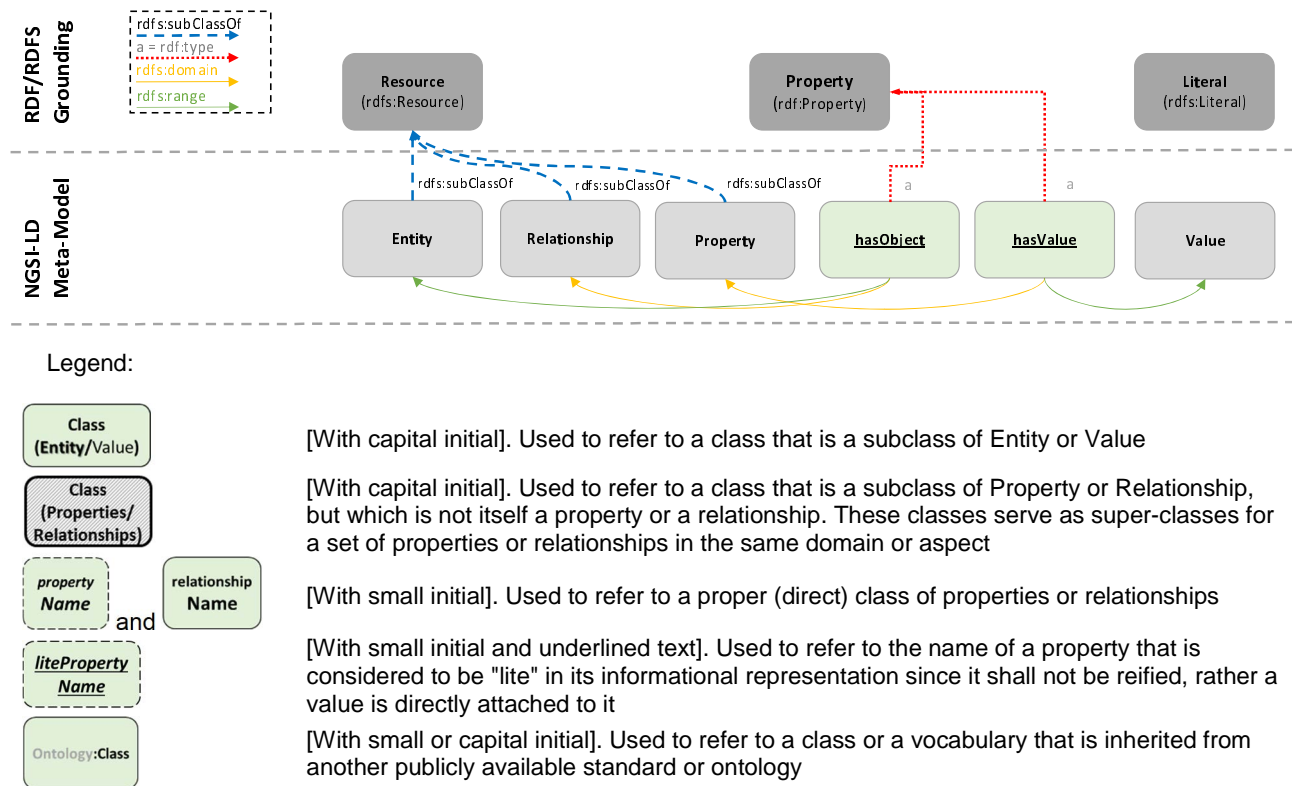 RDF/RDFS
Grounding
rdfs:subClassOf
a = rdf:type
rdfs:domain
rdfs:range
Resource
(rdfs:Resource)
Property
(rdf:Property)
Literal
(rdfs:Literal)
NGSI-LD
Meta-Model
rdfs:subClassOf
rdfs:subClassOf
rdfs:subClassOf
a
a
Entity
Relationship
Property
hasObject
hasValue
Value
Legend:
Class
(Entity/Value)
[With capital initial]. Used to refer to a class that is a subclass of Entity or Value
Class
(Properties/
Relationships)
[With capital initial]. Used to refer to a class that is a subclass of Property or Relationship,
but which is not itself a property or a relationship. These classes serve as super-classes for
a set of properties or relationships in the same domain or aspect
property
Name
and
relationship
Name
[With small initial]. Used to refer to a proper (direct) class of properties or relationships
liteProperty
Name
[With small initial and underlined text]. Used to refer to the name of a property that is
considered to be "lite" in its informational representation since it shall not be reified, rather a
value is directly attached to it
Ontology:Class
[With small or capital initial]. Used to refer to a class or a vocabulary that is inherited from
another publicly available standard or ontology